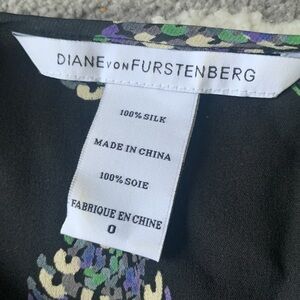 DIANE VON FURSTENBERG
100% SILK
MADE IN CHINA
100% SOIE
FABRIQUE EN CHINE
0